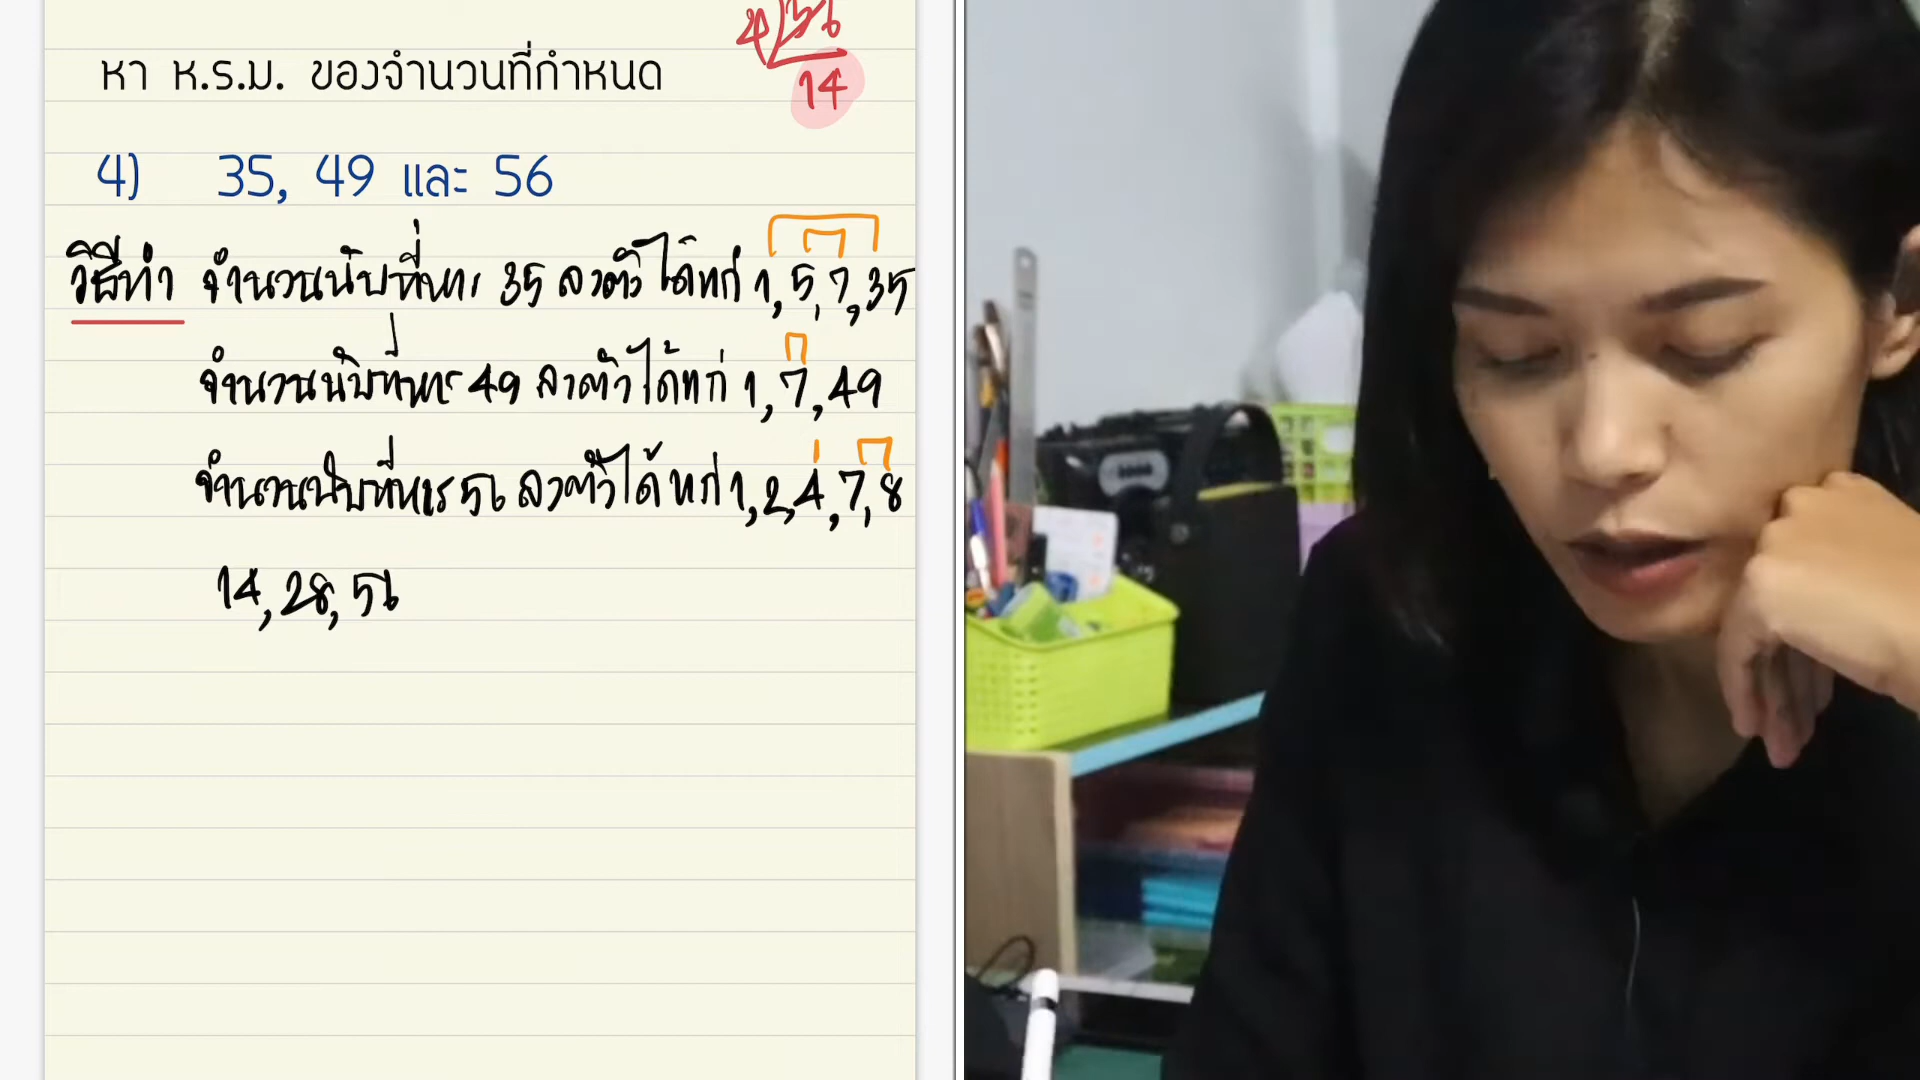 4 56
หา ห.ร.ม. ของจำนวนที่กำหนด
14
4) 35, 49 และ 56
วิธีทำ จำนวนนับที่หาร 35 ลงตัว ได้แก่ 1, 5, 7, 35
จำนวนนับที่หาร 49 ลงตัว ได้แก่ 1, 7, 49
จำนวนนับที่หาร 56 ลงตัว ได้แก่ 1, 2, 4, 7, 8
14, 28, 56